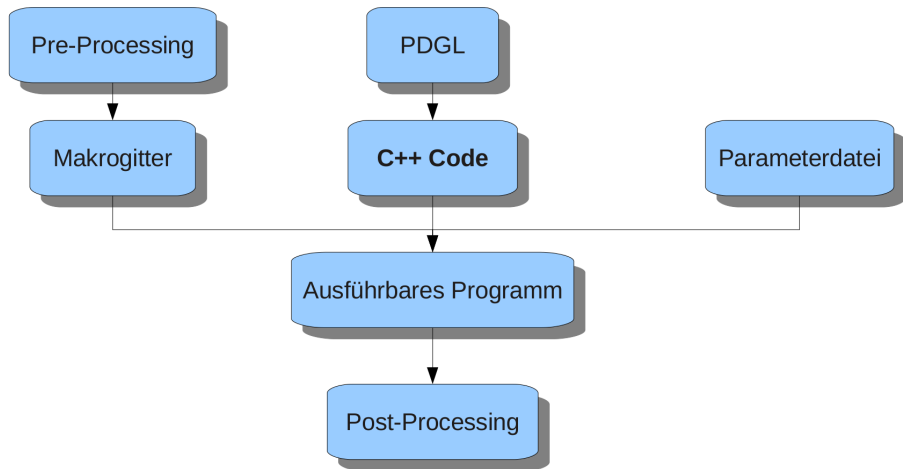 Pre-Processing
PDGL
Makrogitter
C++ Code
Parameterdatei
Ausführbares Programm
Post-Processing